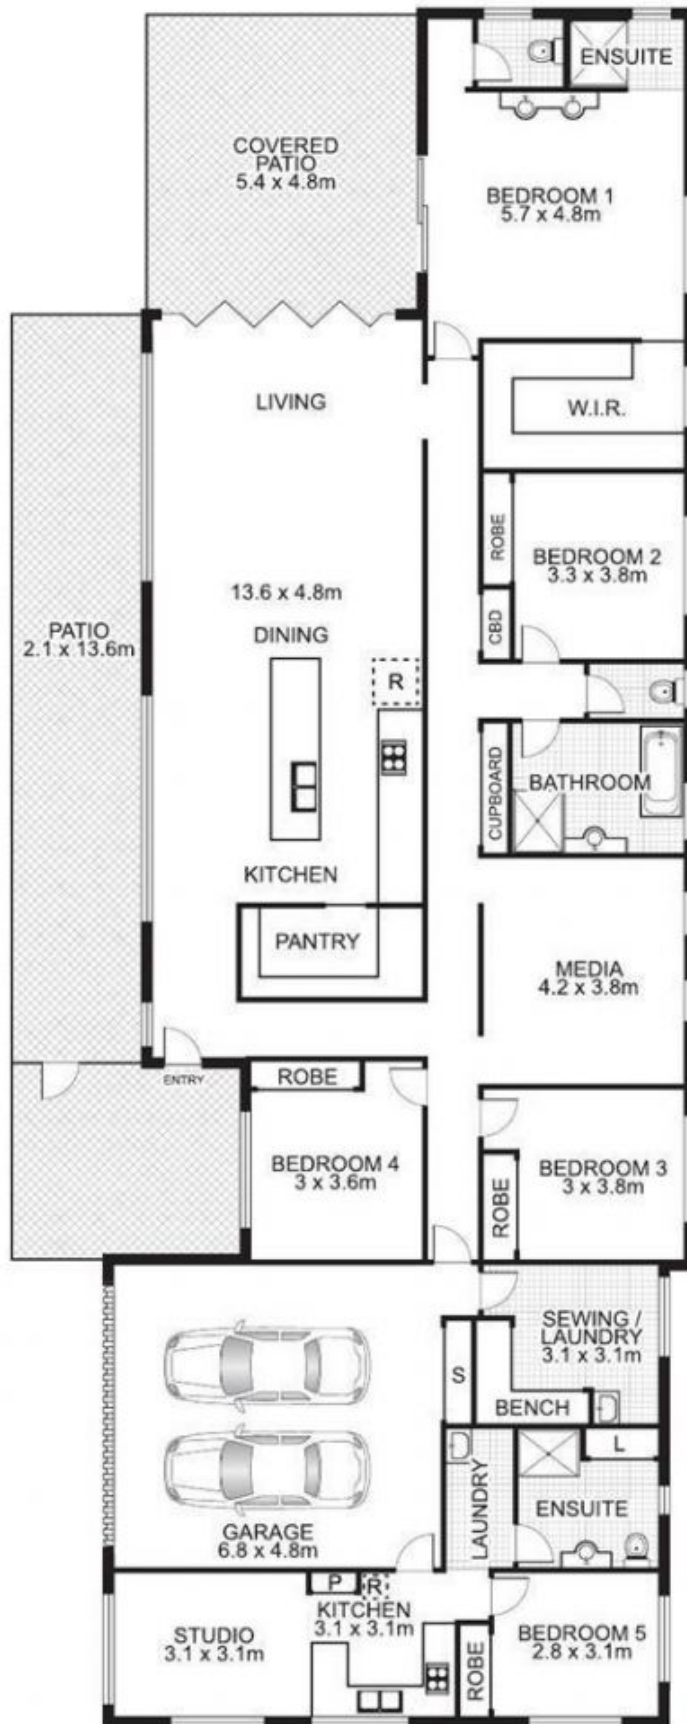 ENSUITE
COVERED
PATIO
5.4 x 4.8m
BEDROOM 1
5.7 x 4.8m
LIVING
W.I.R.
ROBE
BEDROOM 2
3.3 x 3.8m
13.6 x 4.8m
CBD
PATIO
2.1 x 13.6m
DINING
R
CUPBOARD
BATHROOM
KITCHEN
PANTRY
MEDIA
4.2 x 3.8m
ENTRY
ROBE
BEDROOM 4
3 x 3.6m
BEDROOM 3
3 x 3.8m
ROBE
SEWING /
LAUNDRY
3.1 x 3.1m
S
BENCH
L
LAUNDRY
ENSUITE
GARAGE
6.8 x 4.8m
P
R
KITCHEN
3.1 x 3.1m
STUDIO
3.1 x 3.1m
ROBE
BEDROOM 5
2.8 x 3.1m